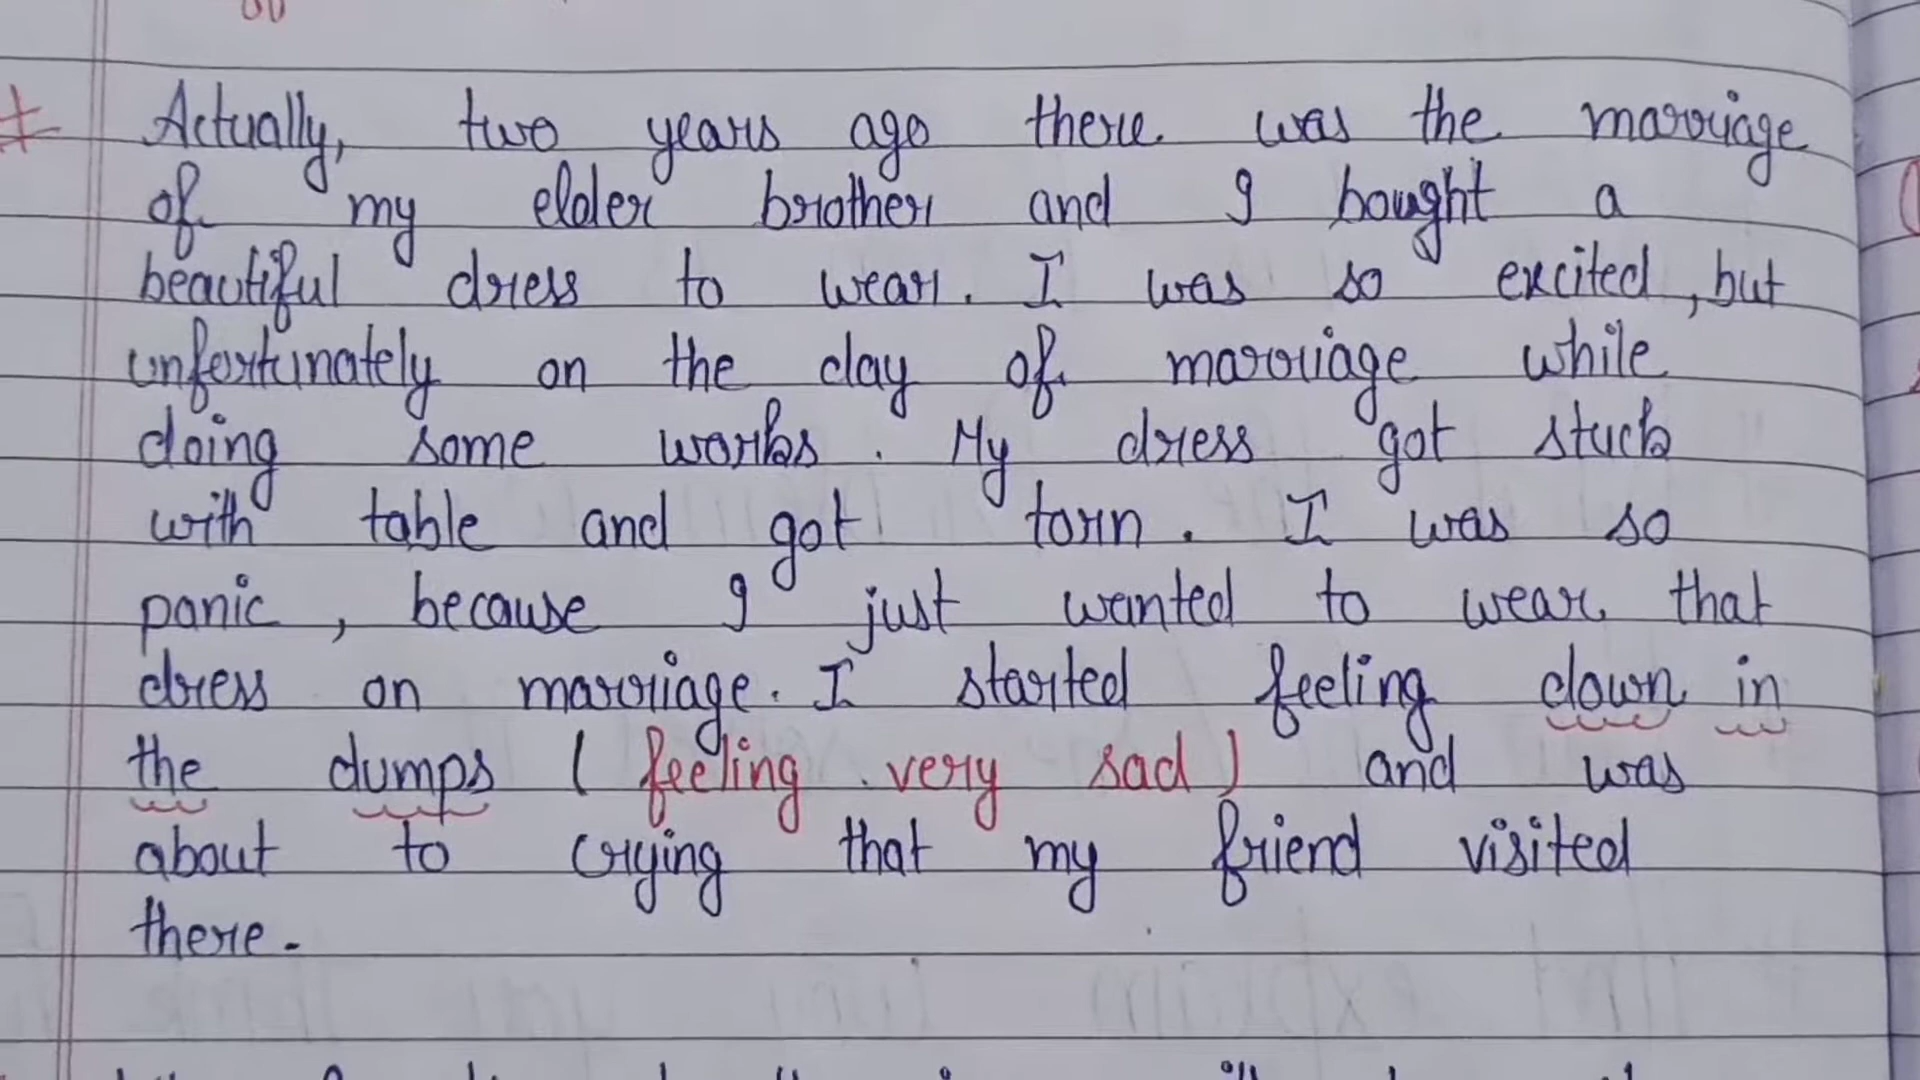 Actually, two years ago there was the marriage
of my elder brother and I bought a
beautiful dress to wear. I was so excited, but
unfortunately on the day of marriage while
doing some works. My dress got stuck
with table and got torn. I was so
panic, because I just wanted to wear that
dress on marriage. I started feeling down in
the dumps (feeling very sad) and was
about to crying that my friend visited
there.